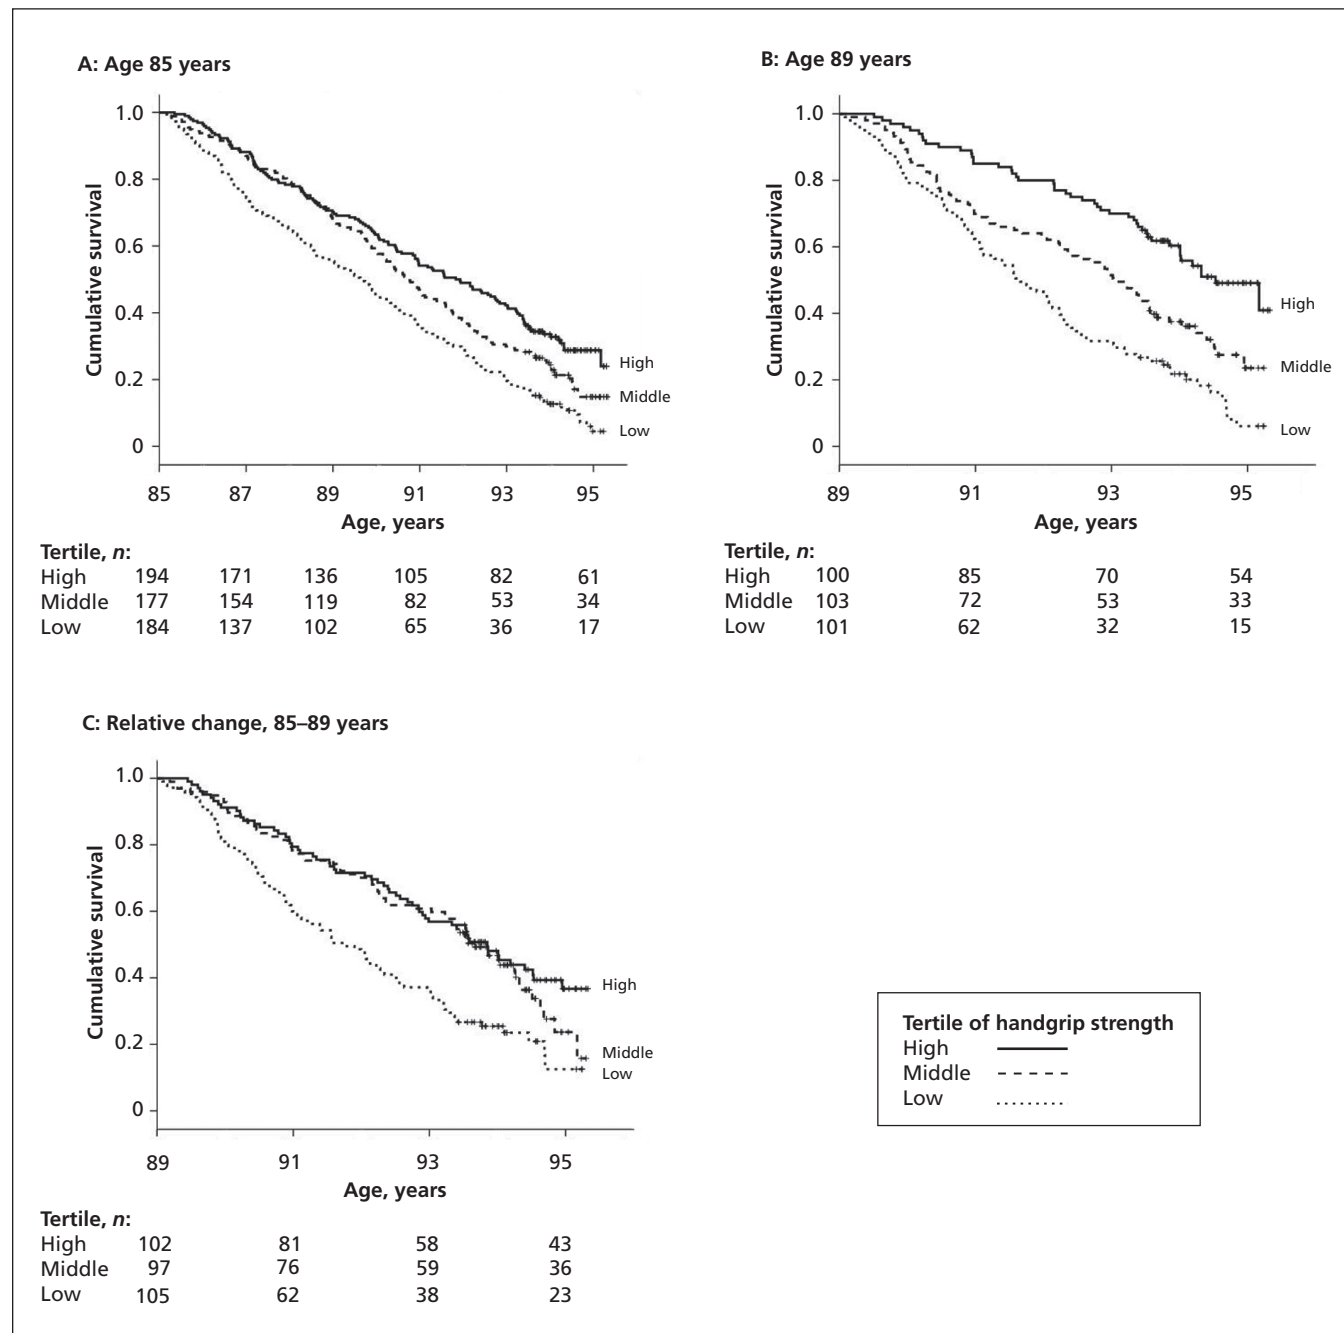 A: Age 85 years
Cumulative survival
1.0
0.8
0.6
0.4
0.2
0
High
Middle
Low
85 87 89 91 93 95
Age, years
Tertile, n:
High 194 171 136 105 82 61
Middle 177 154 119 82 53 34
Low 184 137 102 65 36 17
B: Age 89 years
Cumulative survival
1.0
0.8
0.6
0.4
0.2
0
High
Middle
Low
89 91 93 95
Age, years
Tertile, n:
High 100 85 70 54
Middle 103 72 53 33
Low 101 62 32 15
C: Relative change, 85–89 years
Cumulative survival
1.0
0.8
0.6
0.4
0.2
0
High
Middle
Low
89 91 93 95
Age, years
Tertile, n:
High 102 81 58 43
Middle 97 76 59 36
Low 105 62 38 23
Tertile of handgrip strength
High
Middle
Low